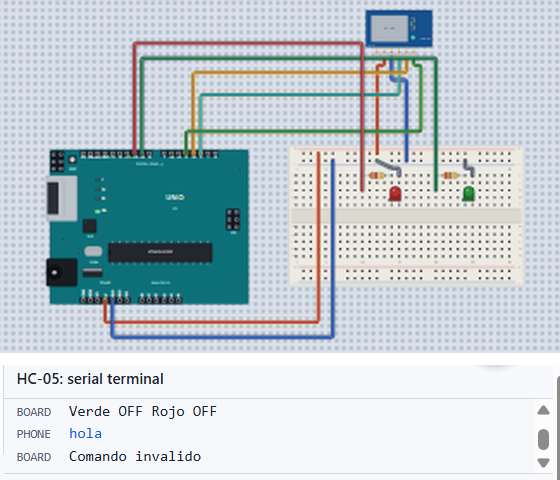 UNO
HC-05: serial terminal
BOARD Verde OFF Rojo OFF
PHONE hola
BOARD Comando invalido